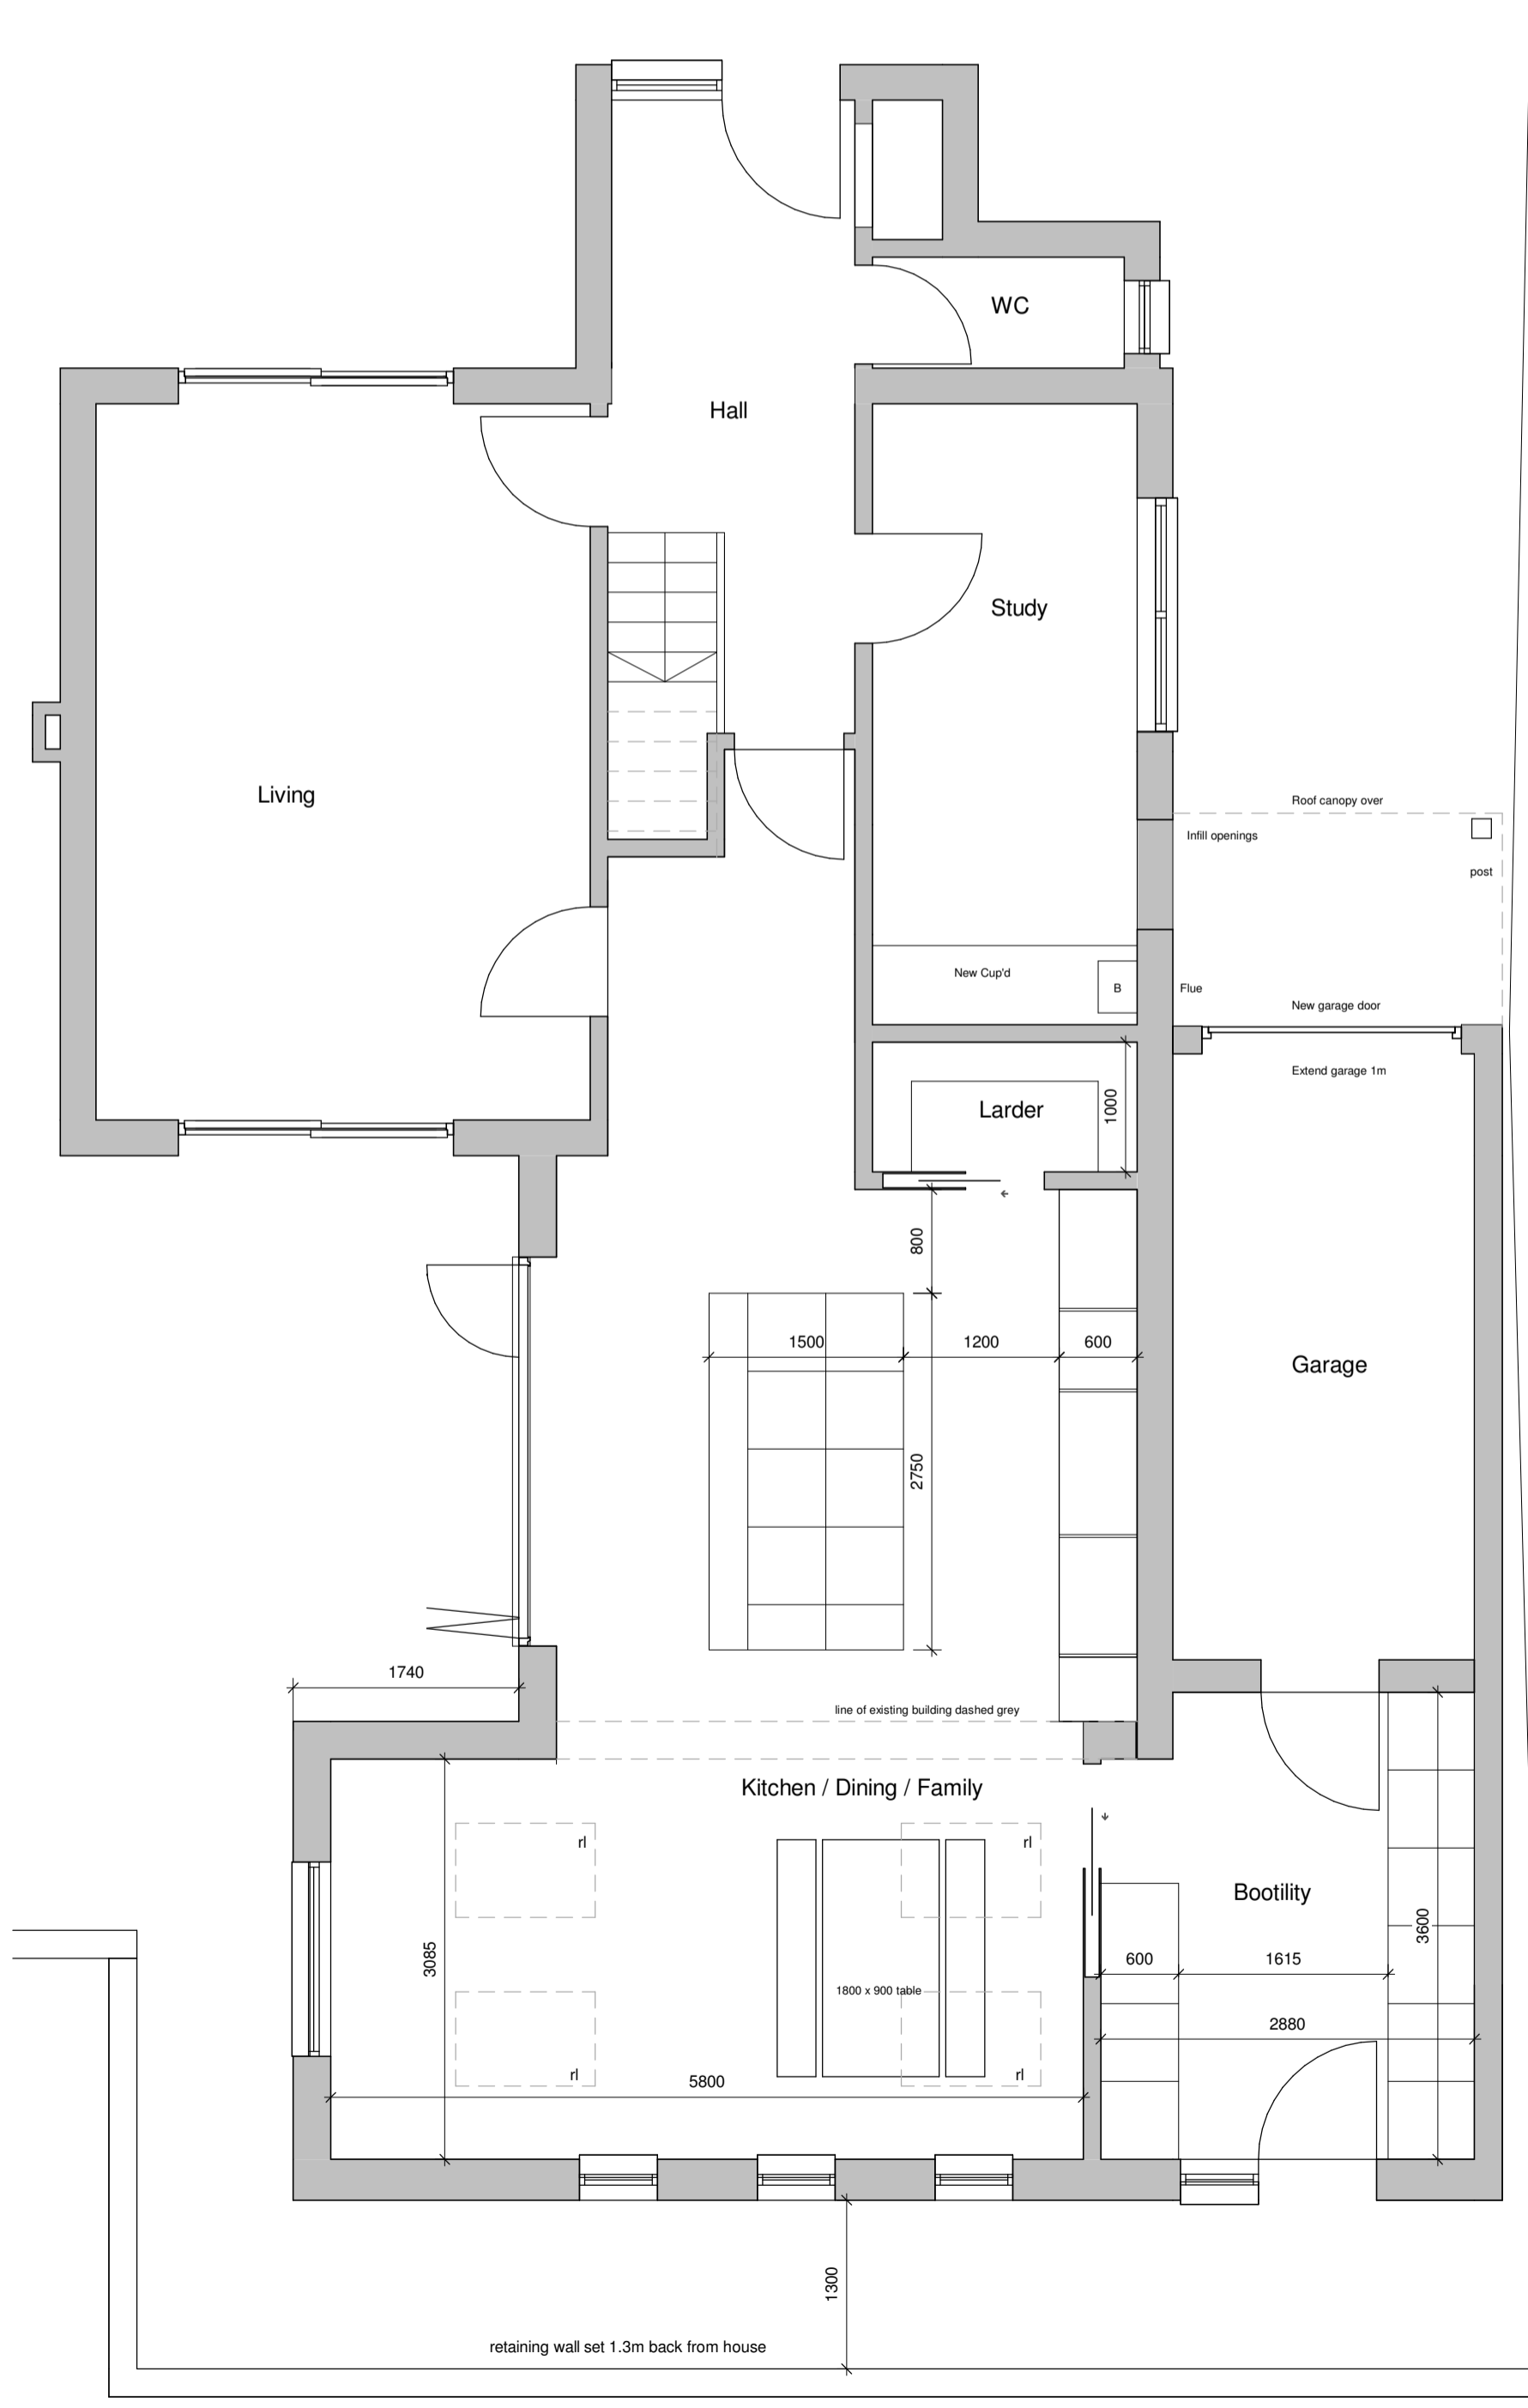 WC
Hall
Study
Living
Roof canopy over
Infill openings
post
New Cup'd
B
Flue
New garage door
Extend garage 1m
Larder
1000
800
1500
1200
600
Garage
2750
1740
line of existing building dashed grey
Kitchen / Dining / Family
rl
rl
Bootility
3600
3085
600
1615
1800 x 900 table
2880
rl
rl
5800
1300
retaining wall set 1.3m back from house